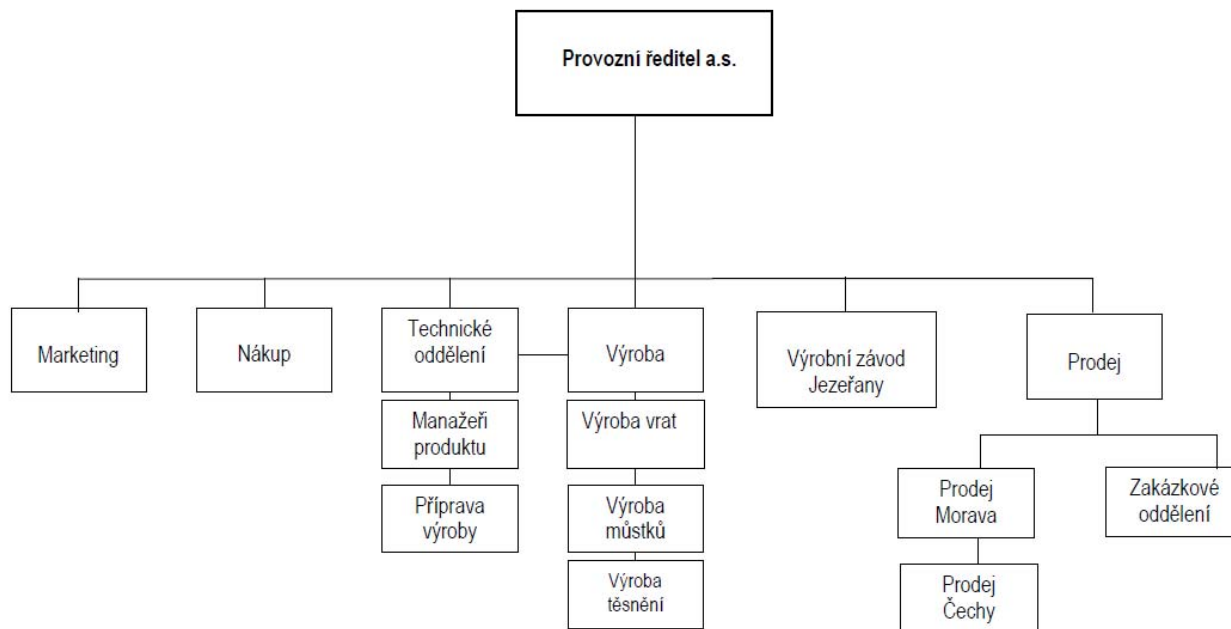 Provozní ředitel a.s.
Marketing
Nákup
Technické
oddělení
Výroba
Výrobní závod
Jezeřany
Prodej
Manažeři
produktu
Výroba vrat
Příprava
výroby
Výroba
můstků
Výroba
těsnění
Prodej
Morava
Zakázkové
oddělení
Prodej
Čechy